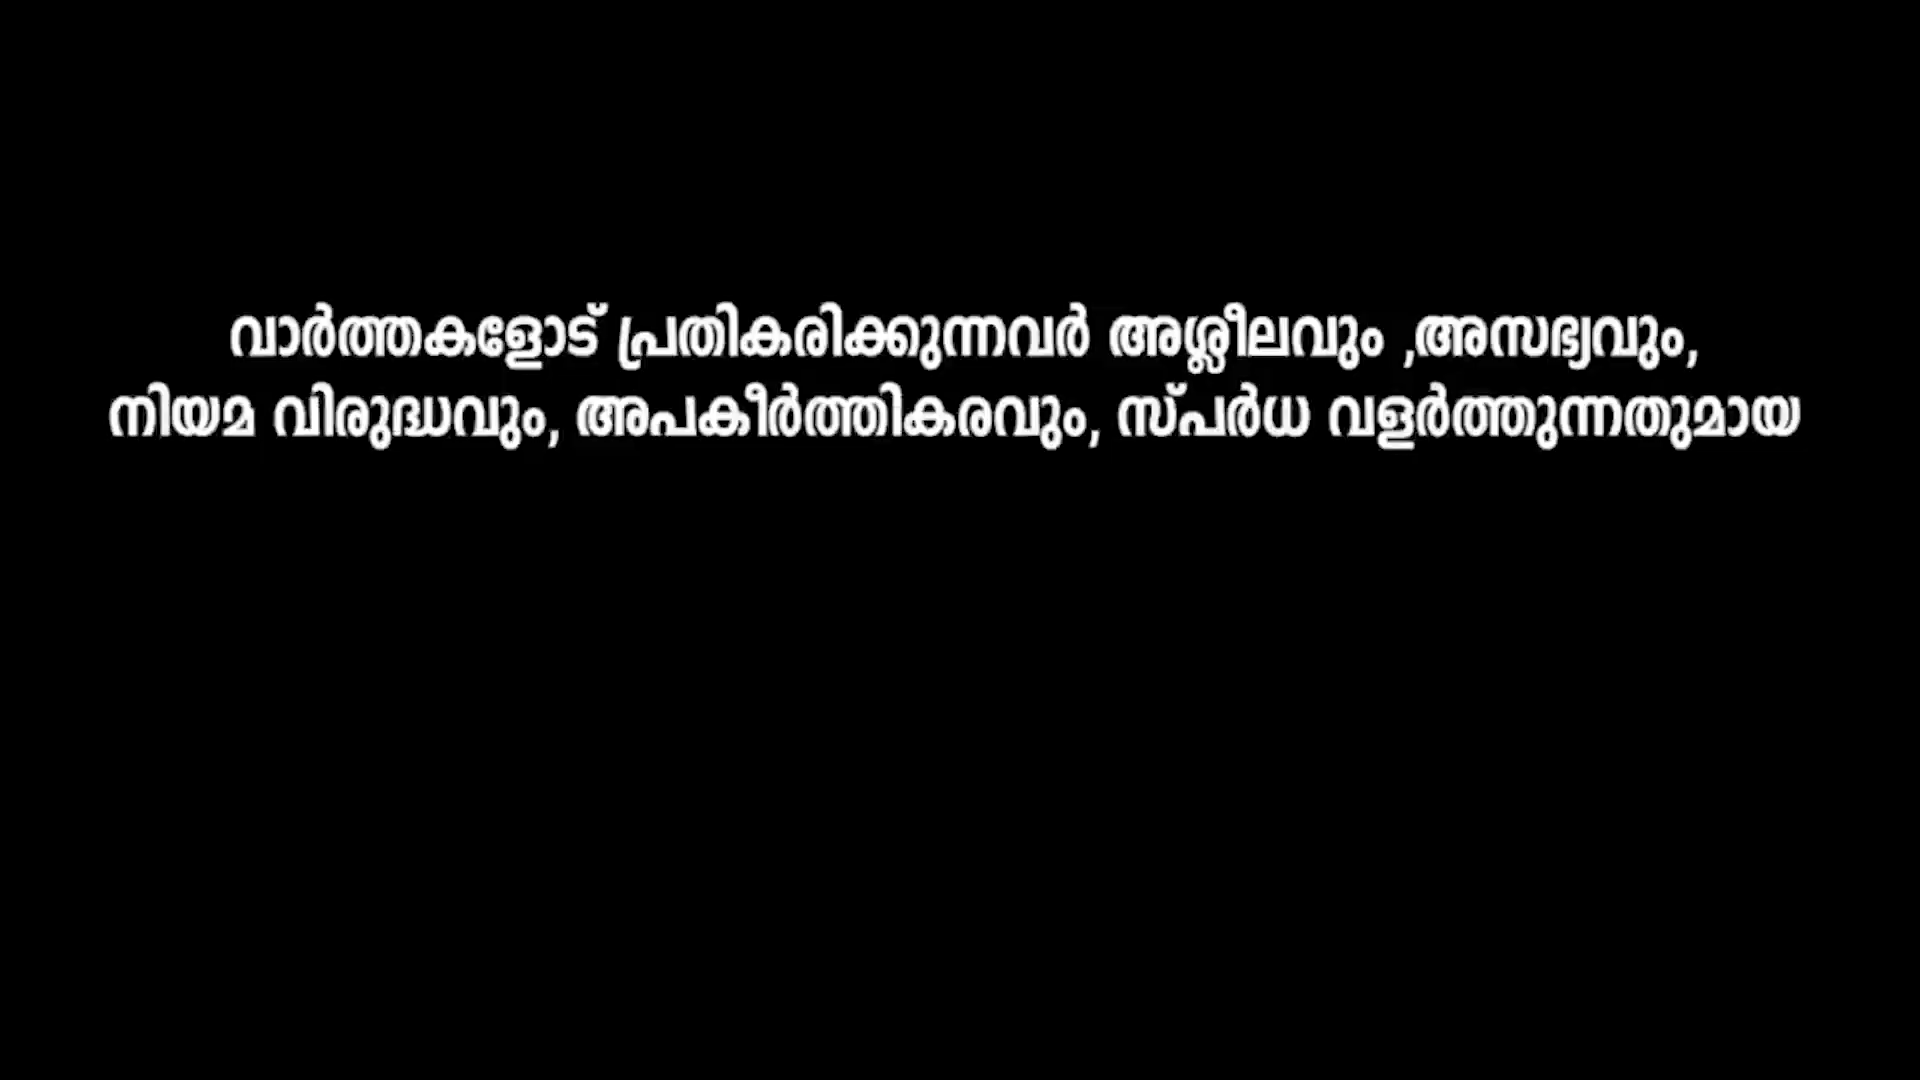 വാർത്തകളോട് പ്രതികരിക്കുന്നവർ അശ്ലീലവും ,അസഭ്യവും,
നിയമ വിരുദ്ധവും, അപകീർത്തികരവും, സ്പർധ വളർത്തുന്നതുമായ